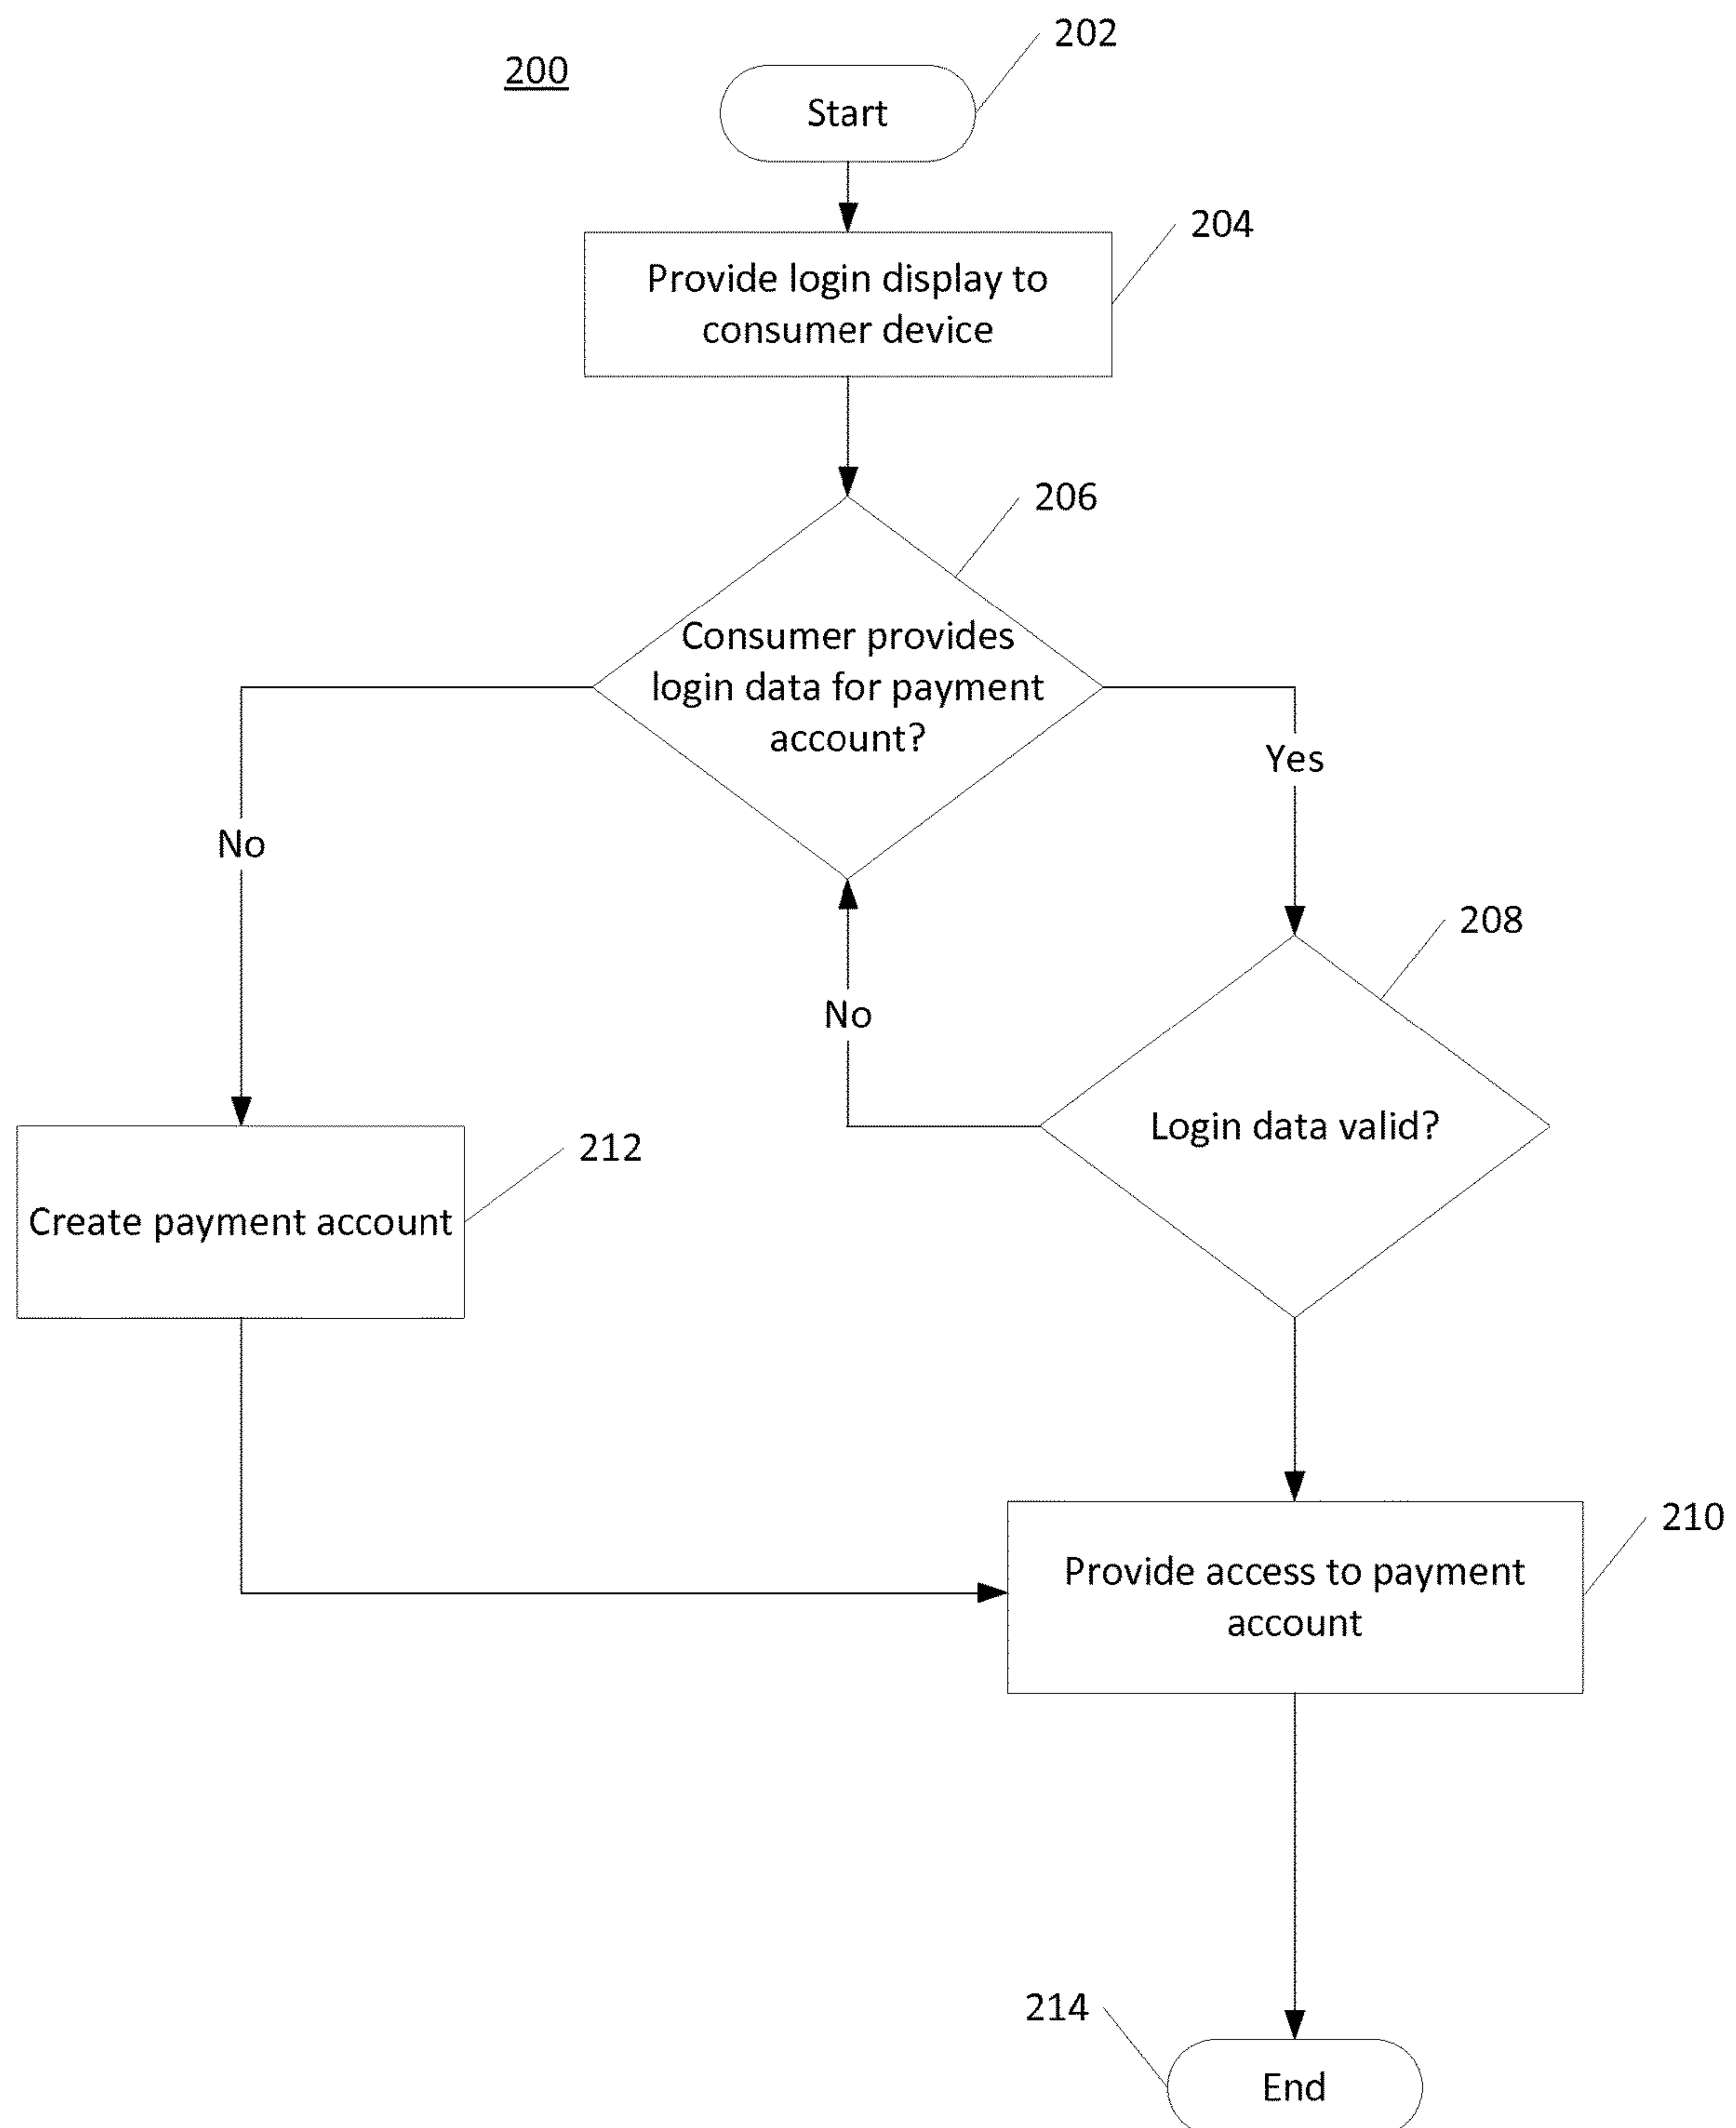 202
200
Start
204
Provide login display to
consumer device
206
Consumer provides
login data for payment
account?
Yes
No
208
No
Login data valid?
212
Create payment account
210
Provide access to payment
account
214
End